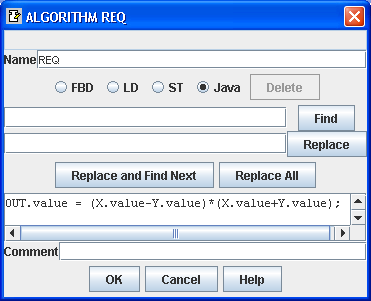 ALGORITHM REQ
Name REQ
FBD LD ST Java Delete
Find
Replace
Replace and Find Next Replace All
OUT.value = (X.value-Y.value)*(X.value+Y.value);
Comment
OK Cancel Help